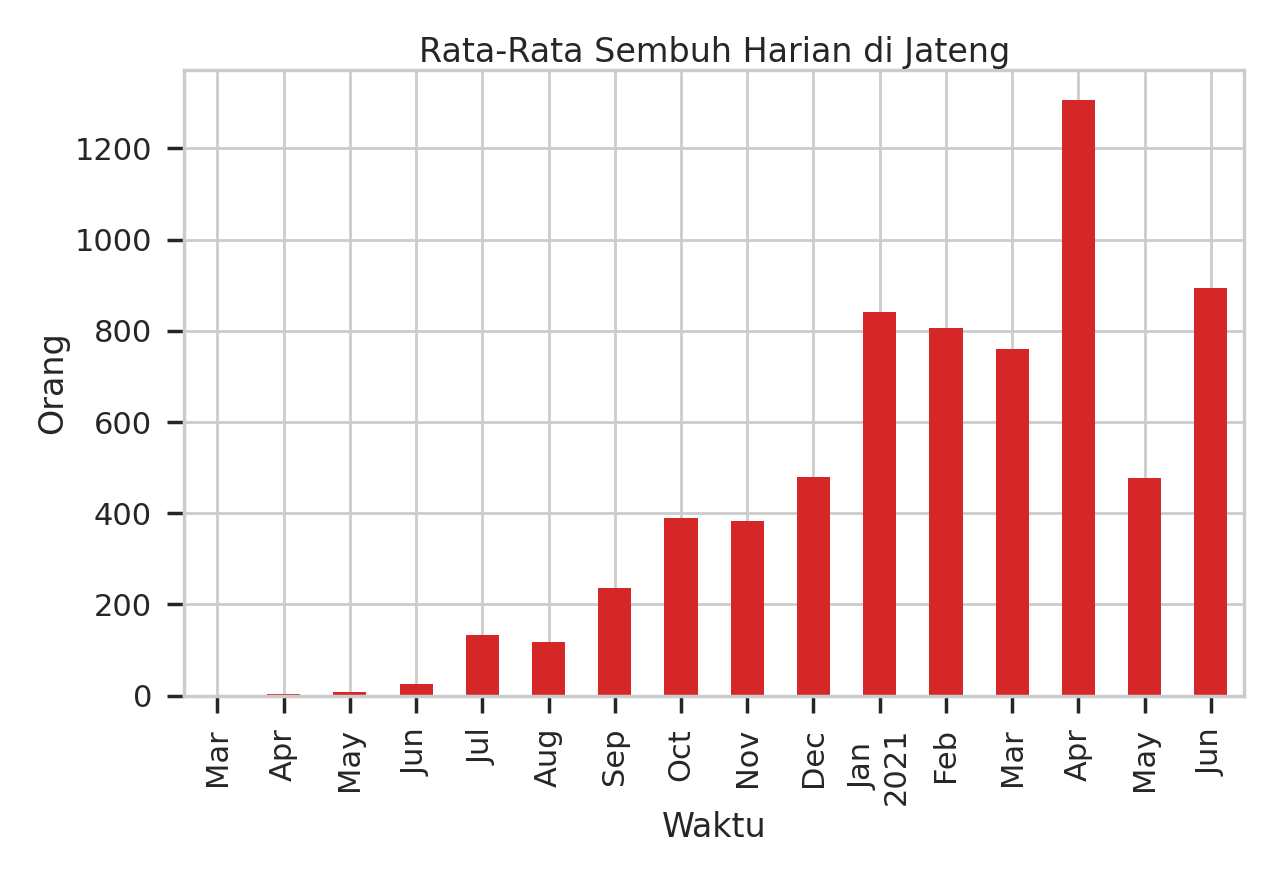 Rata-Rata Sembuh Harian di Jateng
1200
1000
800
600
400
200
0
Orang
Mar
Apr
May
Jun
Jul
Aug
Sep
Oct
Nov
Dec
Jan
2021
Feb
Mar
Apr
May
Jun
Waktu